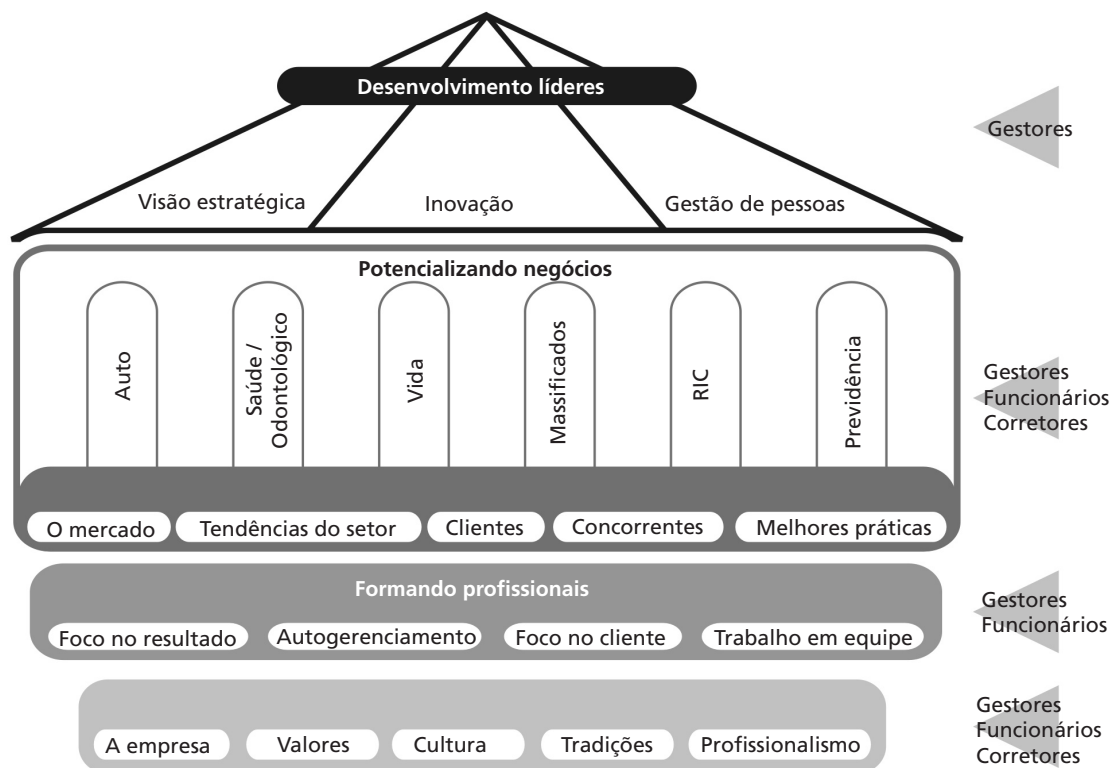 Desenvolvimento líderes
Gestores
Visão estratégica
Inovação
Gestão de pessoas
Potencializando negócios
Auto
Saúde /
Odontológico
Vida
Massificados
RIC
Previdência
Gestores
Funcionários
Corretores
O mercado
Tendências do setor
Clientes
Concorrentes
Melhores práticas
Formando profissionais
Foco no resultado
Autogerenciamento
Foco no cliente
Trabalho em equipe
Gestores
Funcionários
A empresa
Valores
Cultura
Tradições
Profissionalismo
Gestores
Funcionários
Corretores